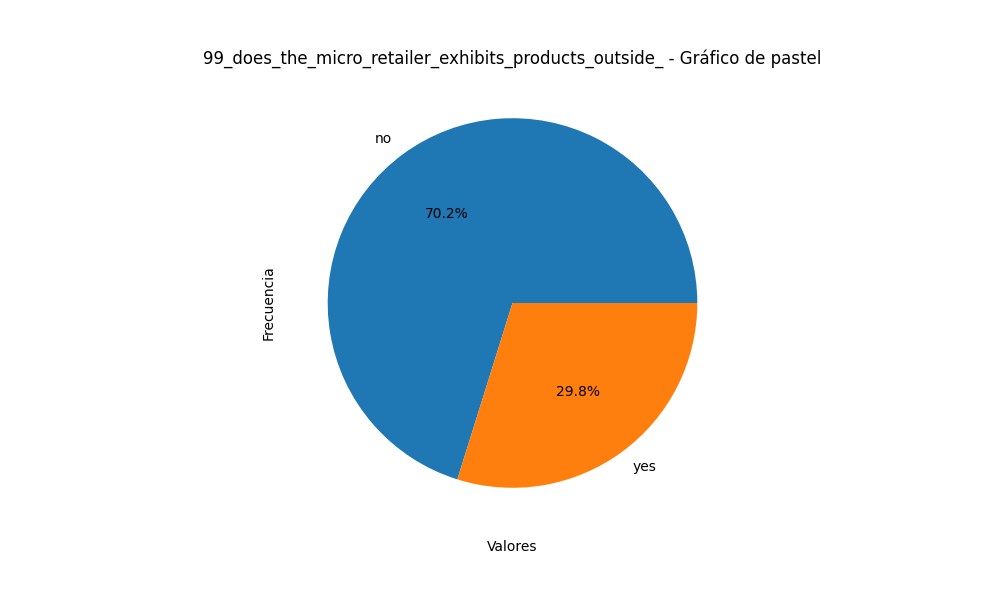 99_does_the_micro_retailer_exhibits_products_outside_ - Gráfico de pastel
no
70.2%
Frecuencia
29.8%
yes
Valores